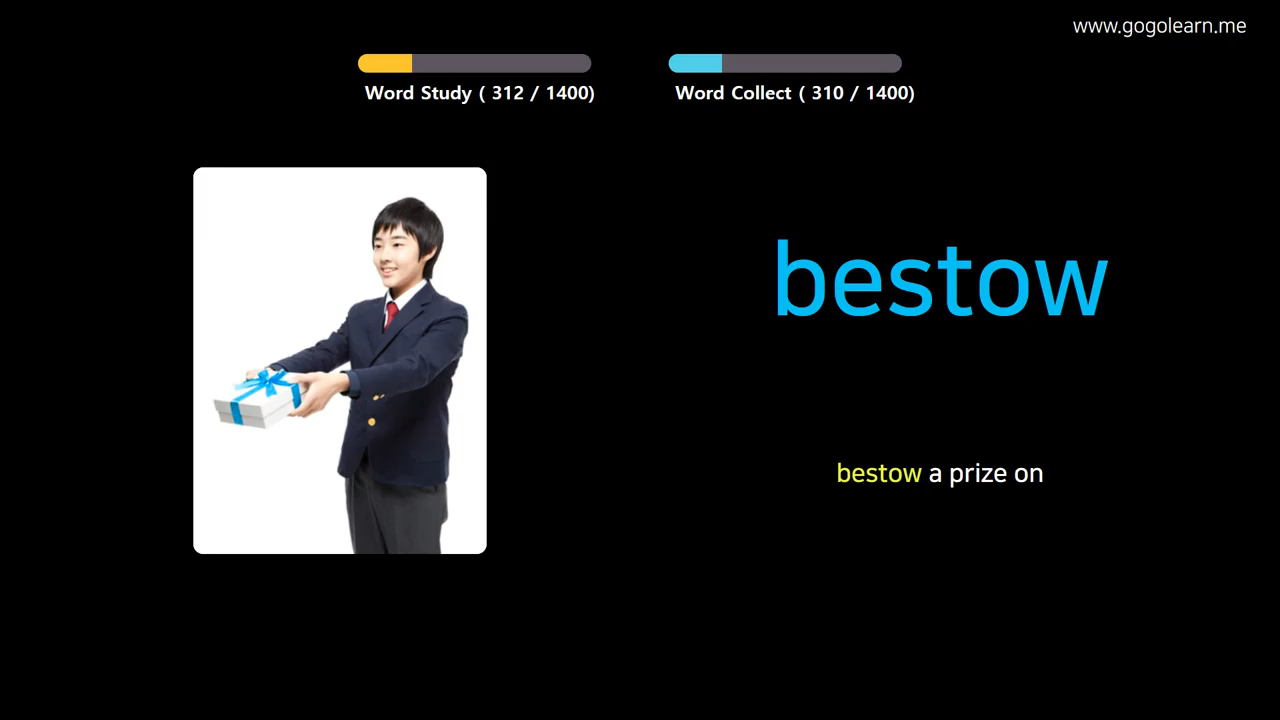 www.gogolearn.me
Word Study ( 312 / 1400)
Word Collect ( 310 / 1400)
bestow
bestow a prize on